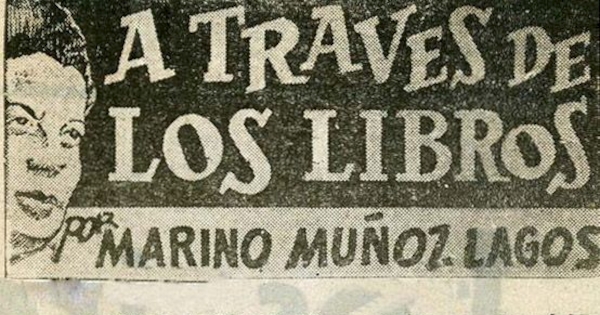 A TRAVES DE
LOS LIBROS
por MARINO MUÑOZ LAGOS